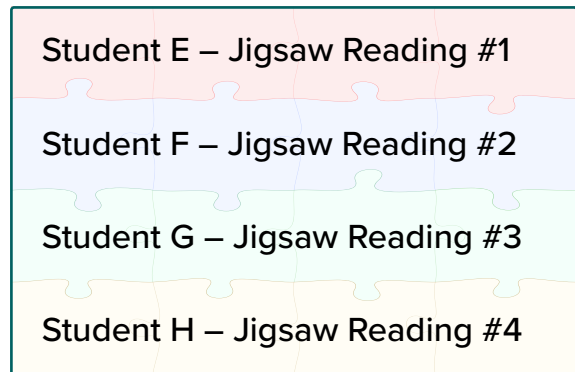 Student E – Jigsaw Reading #1
Student F – Jigsaw Reading #2
Student G – Jigsaw Reading #3
Student H – Jigsaw Reading #4